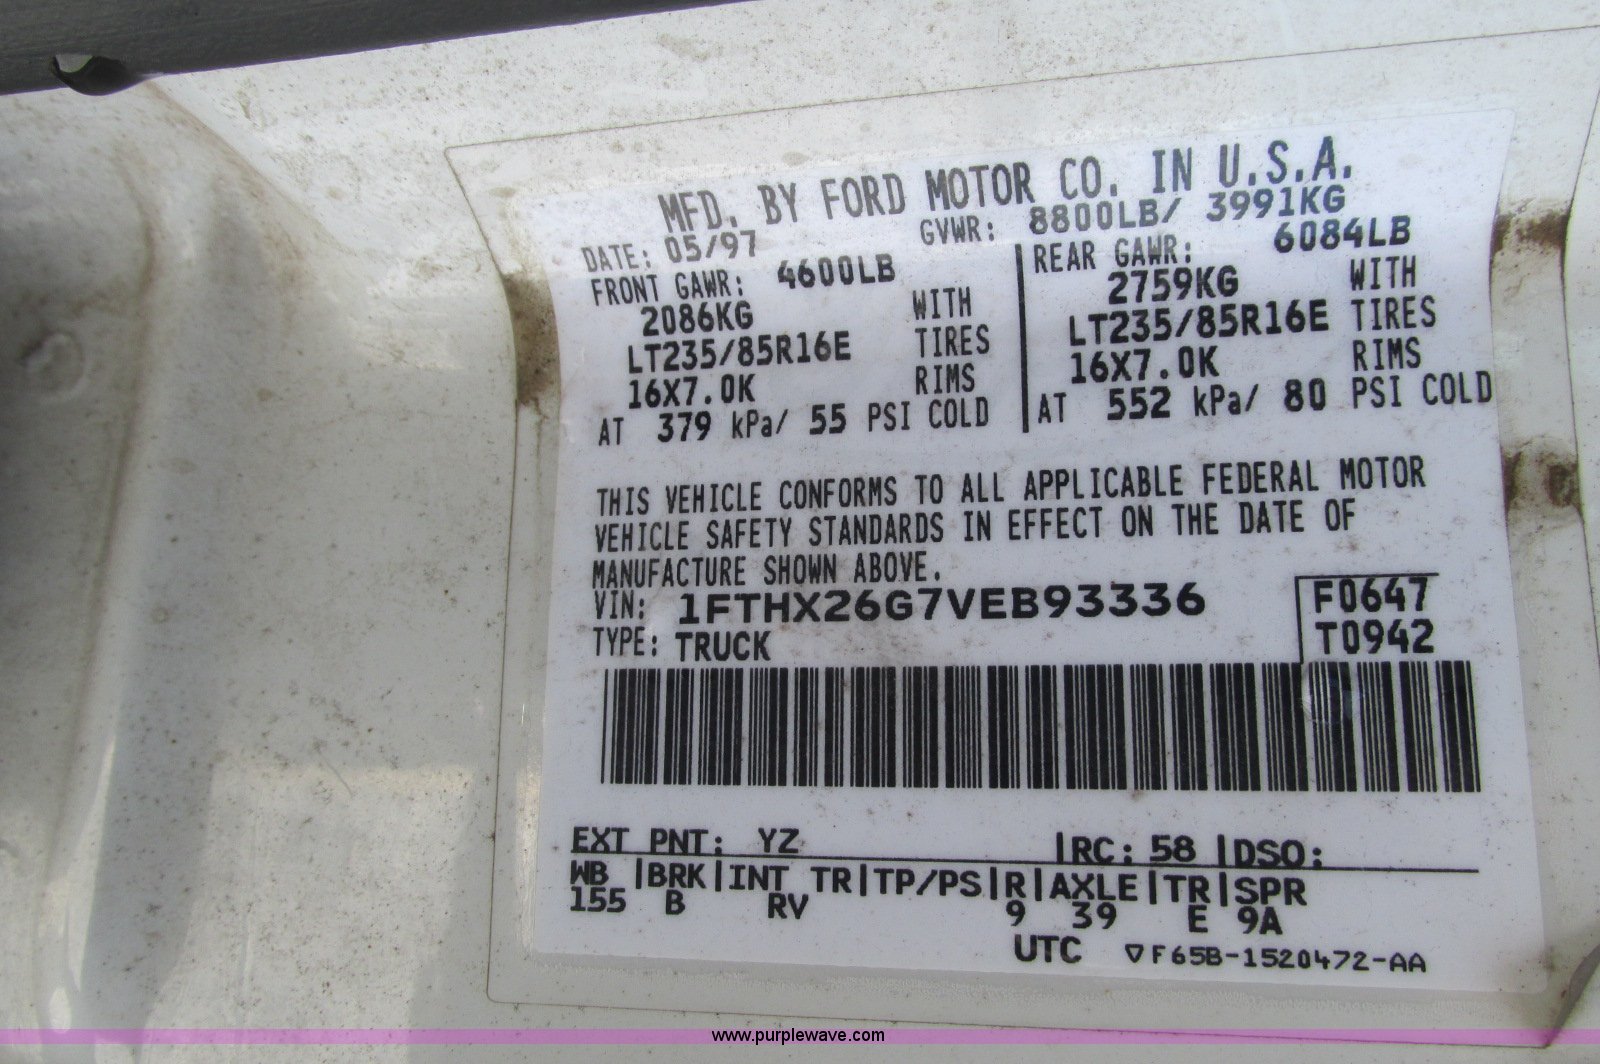 MFD. BY FORD MOTOR CO. IN U.S.A.
DATE: 05/97 GVWR: 8800LB/ 3991KG
FRONT GAWR: 4600LB REAR GAWR: 6084LB
2086KG WITH 2759KG WITH
LT235/85R16E TIRES LT235/85R16E TIRES
16X7.0K RIMS 16X7.0K RIMS
AT 379 kPa/ 55 PSI COLD AT 552 kPa/ 80 PSI COLD
THIS VEHICLE CONFORMS TO ALL APPLICABLE FEDERAL MOTOR
VEHICLE SAFETY STANDARDS IN EFFECT ON THE DATE OF
MANUFACTURE SHOWN ABOVE.
VIN: 1FTHX26G7VEB93336 F0647
TYPE: TRUCK T0942
EXT PNT: YZ |RC: 58 |DSO:
WB |BRK|INT TR|TP/PS|R|AXLE|TR|SPR
155 B RV 9 39 E 9A
UTC ▽F65B-1520472-AA
www.purplewave.com